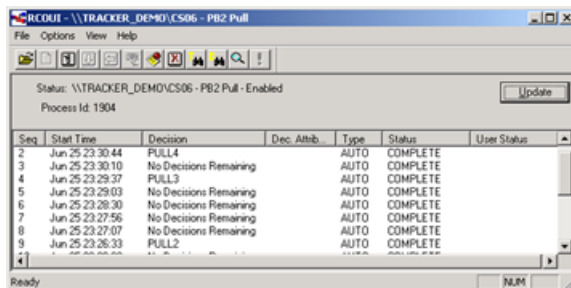 RCOUI - \\TRACKER_DEMO\CS06 - PB2 Pull
File Options View Help
Status: \\TRACKER_DEMO\CS06 - PB2 Pull - Enabled
Update
Process Id: 1904
Seq Start Time Decision Dec. Attrib... Type Status User Status
2 Jun 25 23:30:44 PULL4 AUTO COMPLETE
3 Jun 25 23:30:10 No Decisions Remaining AUTO COMPLETE
4 Jun 25 23:29:37 PULL3 AUTO COMPLETE
5 Jun 25 23:29:03 No Decisions Remaining AUTO COMPLETE
6 Jun 25 23:28:30 No Decisions Remaining AUTO COMPLETE
7 Jun 25 23:27:56 No Decisions Remaining AUTO COMPLETE
8 Jun 25 23:27:07 No Decisions Remaining AUTO COMPLETE
9 Jun 25 23:26:33 PULL2 AUTO COMPLETE
Ready NUM